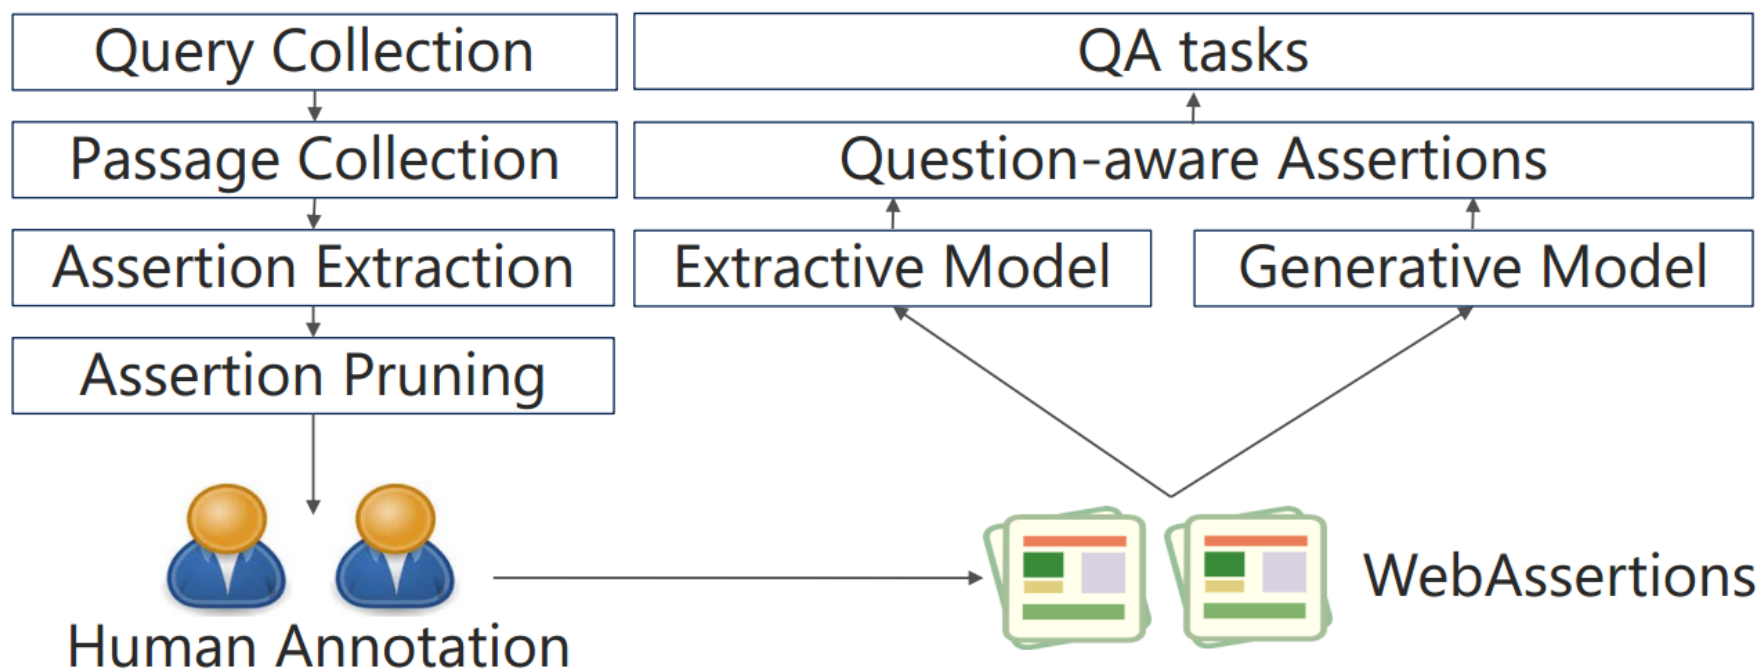 Query Collection
Passage Collection
Assertion Extraction
Assertion Pruning
Human Annotation
QA tasks
Question-aware Assertions
Extractive Model
Generative Model
WebAssertions